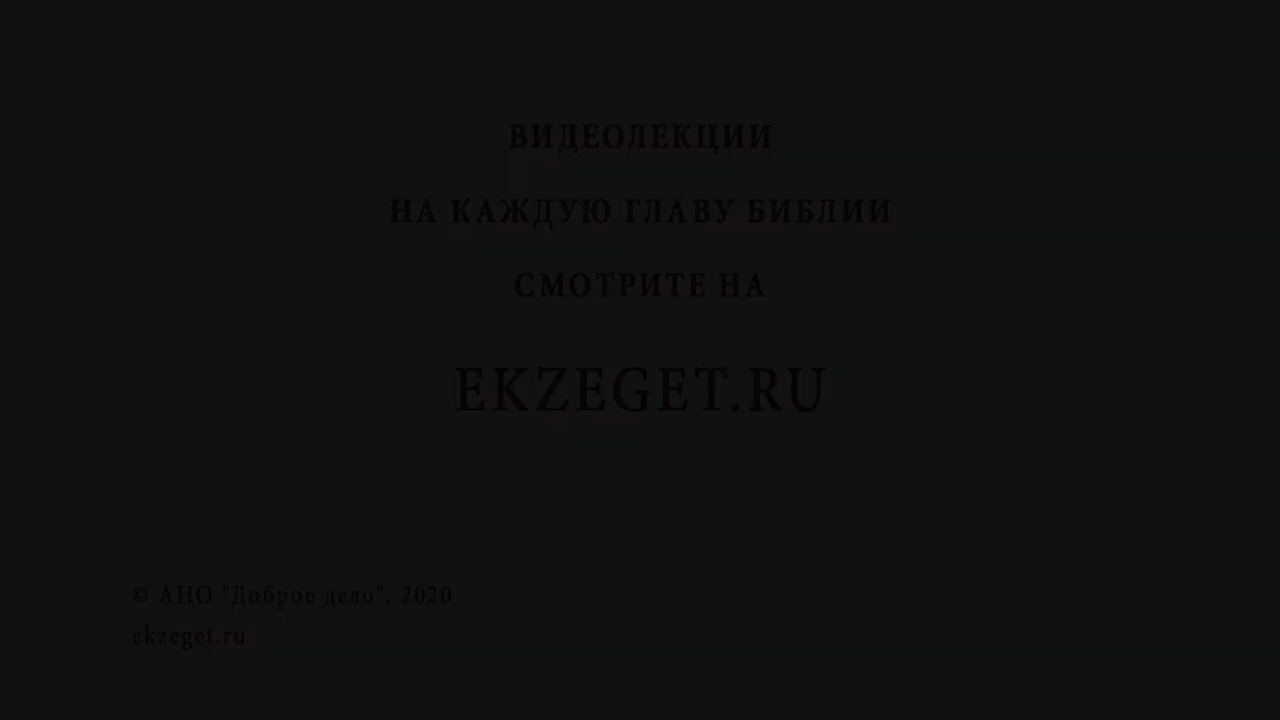 ВИДЕОЛЕКЦИИ
НА КАЖДУЮ ГЛАВУ БИБЛИИ
СМОТРИТЕ НА
EKZEGET.RU
© АНО "Доброе дело", 2020
ekzeget.ru